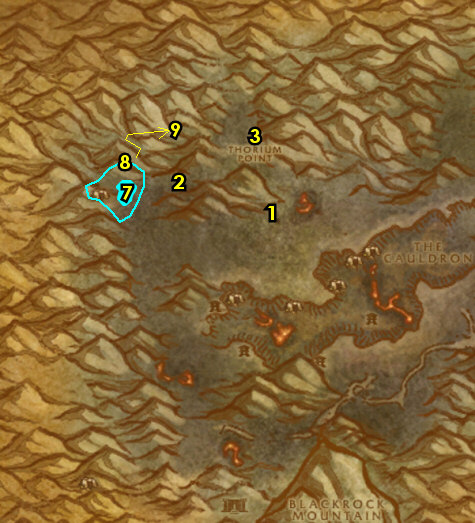 9
3
THORIUM
POINT
8
7
2
1
THE
CAULDRON
BLACKROCK
MOUNTAIN